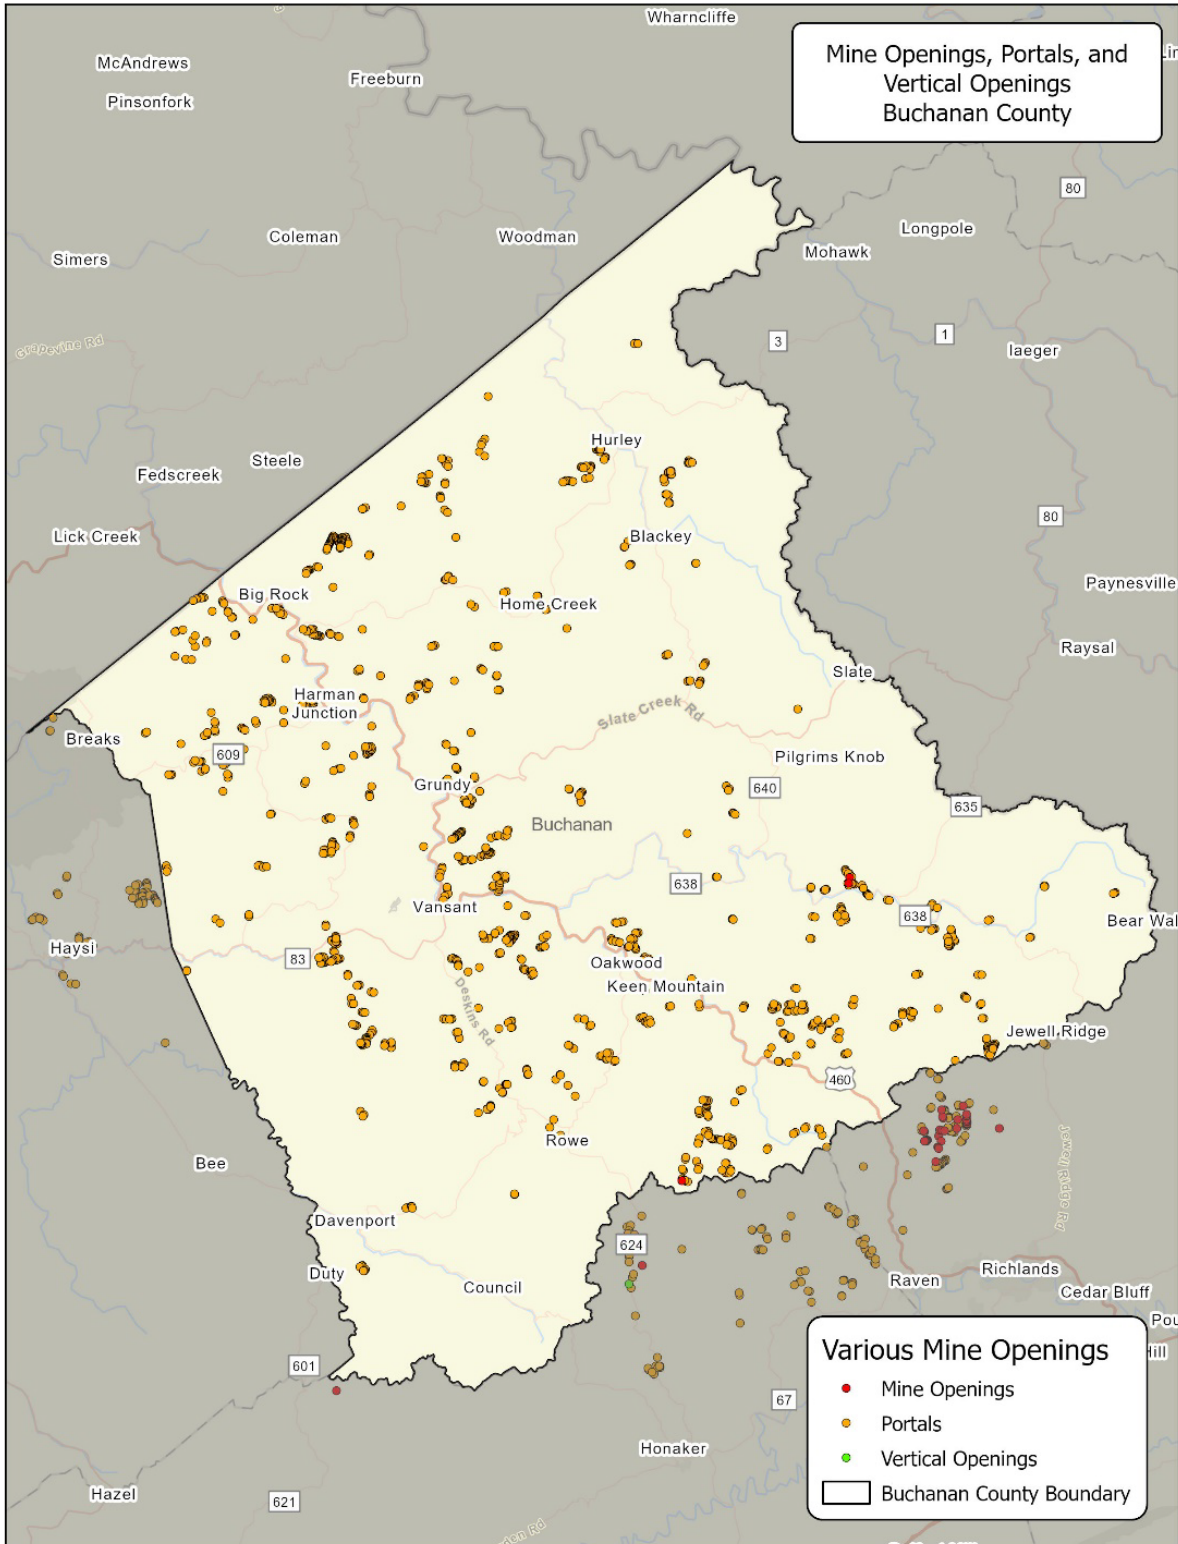 Wharncliffe
Mine Openings, Portals, and
Vertical Openings
Buchanan County
McAndrews
Freeburn
Pinsonfork
80
Longpole
Coleman
Woodman
Mohawk
Simers
3
1
Iaeger
Grapevine Rd
Hurley
Steele
Fedscreek
80
Lick Creek
Blackey
Paynesville
Big Rock
Home Creek
Raysal
Slate
Harman
Junction
Slate Creek Rd
Breaks
609
Pilgrims Knob
Grundy
640
635
Buchanan
638
Vansant
638
Bear Wal
Haysi
83
Oakwood
Keen Mountain
Deskins Rd
Jewell Ridge
460
Rowe
Jewell Ridge Rd
Bee
Davenport
624
Duty
Council
Raven
Richlands
Cedar Bluff
Pou
Hill
601
Various Mine Openings
Mine Openings
Portals
Vertical Openings
Buchanan County Boundary
67
Honaker
Hazel
621